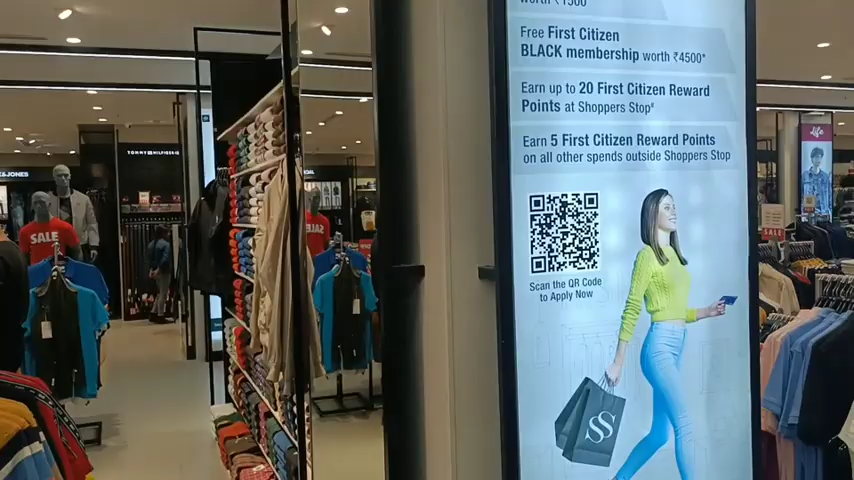 worth ₹1500
Free First Citizen
BLACK membership worth ₹4500*
Earn up to 20 First Citizen Reward
Points at Shoppers Stop#
Earn 5 First Citizen Reward Points
on all other spends outside Shoppers Stop
Scan the QR Code
to Apply Now!
SS
TOMMY HILFIGER
&JONES
SALE
Life